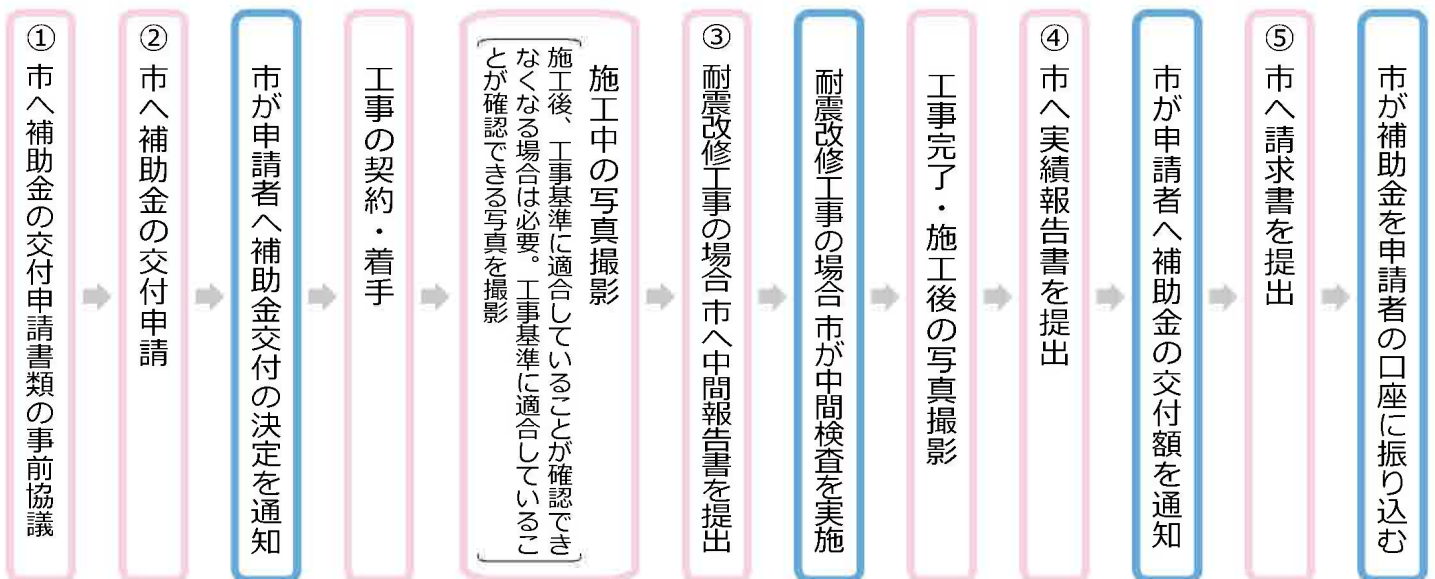 ①市へ補助金の交付申請書類の事前協議
②市へ補助金の交付申請
市が申請者へ補助金交付の決定を通知
工事の契約・着手
施工中の写真撮影
施工後、工事基準に適合していることが確認でき
なくなる場合は必要。工事基準に適合しているこ
とが確認できる写真を撮影
③耐震改修工事の場合 市へ中間報告書を提出
耐震改修工事の場合 市が中間検査を実施
工事完了・施工後の写真撮影
④市へ実績報告書を提出
市が申請者へ補助金の交付額を通知
⑤市へ請求書を提出
市が補助金を申請者の口座に振り込む